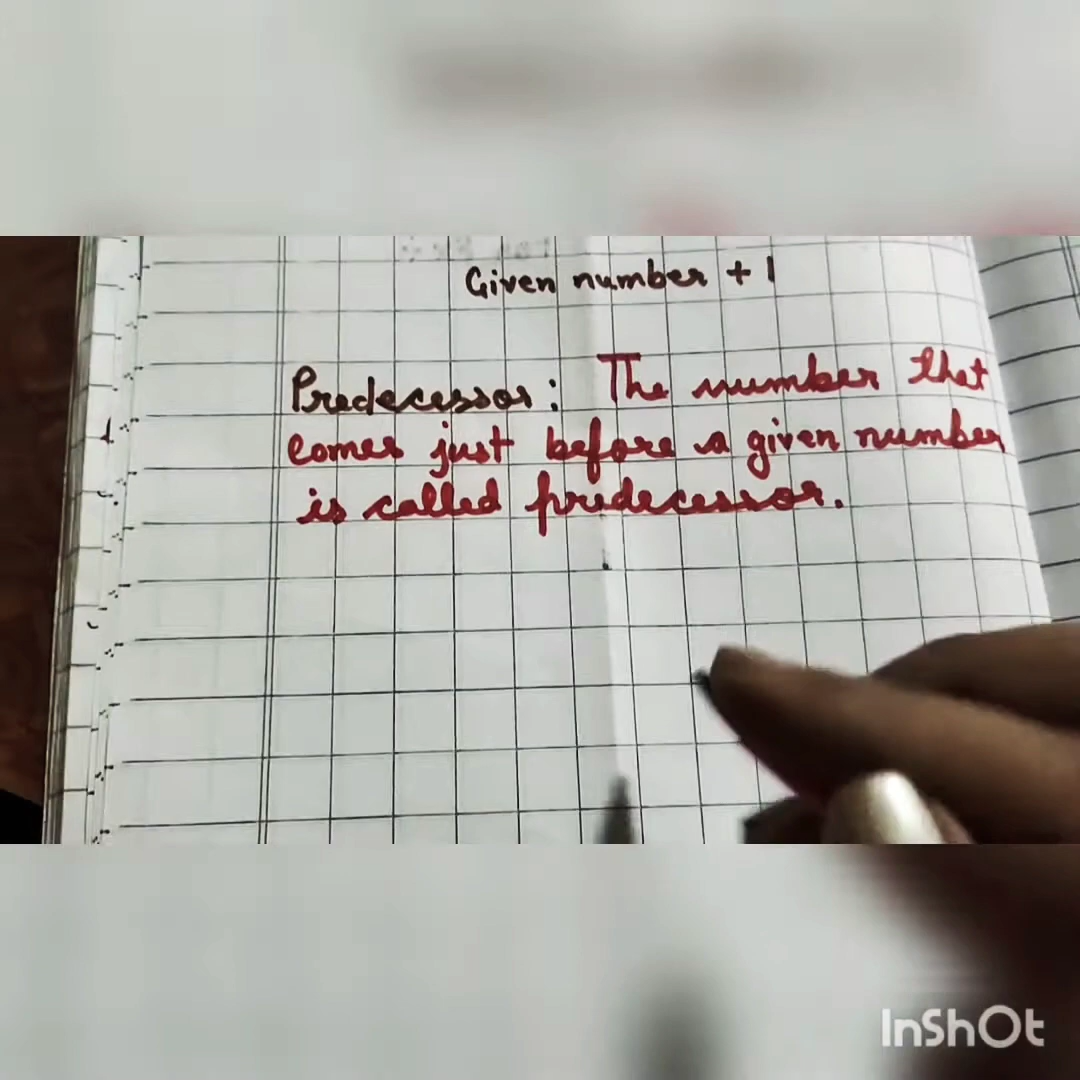 Given number + 1
Predecessor: The number that
comes just before a given number
is called predecessor.
InShOt